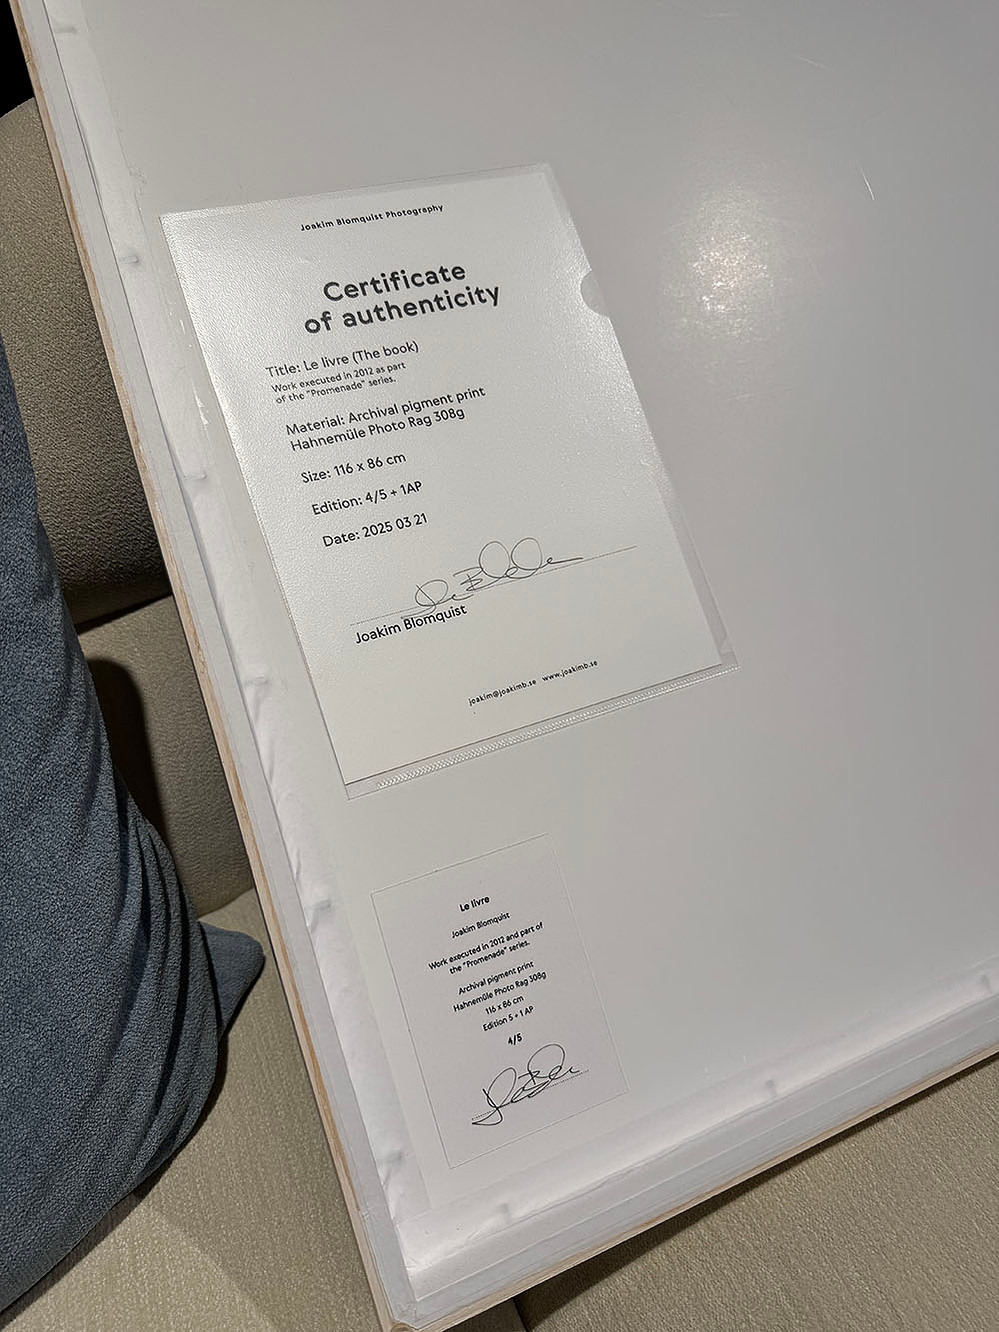 Joakim Blomquist Photography
Certificate
of authenticity
Title: Le livre (The book)
Work executed in 2012 as part
of the "Promenade" series.
Material: Archival pigment print
Hahnemüle Photo Rag 308g
Size: 116 x 86 cm
Edition: 4/5 + 1AP
Date: 2025 03 21
Joakim Blomquist
joakim@joakimb.se www.joakimb.se
Le livre
Joakim Blomquist
Work executed in 2012 and part of
the "Promenade" series.
Archival pigment print
Hahnemüle Photo Rag 308g
116 x 86 cm
Edition 5 + 1 AP
4/5